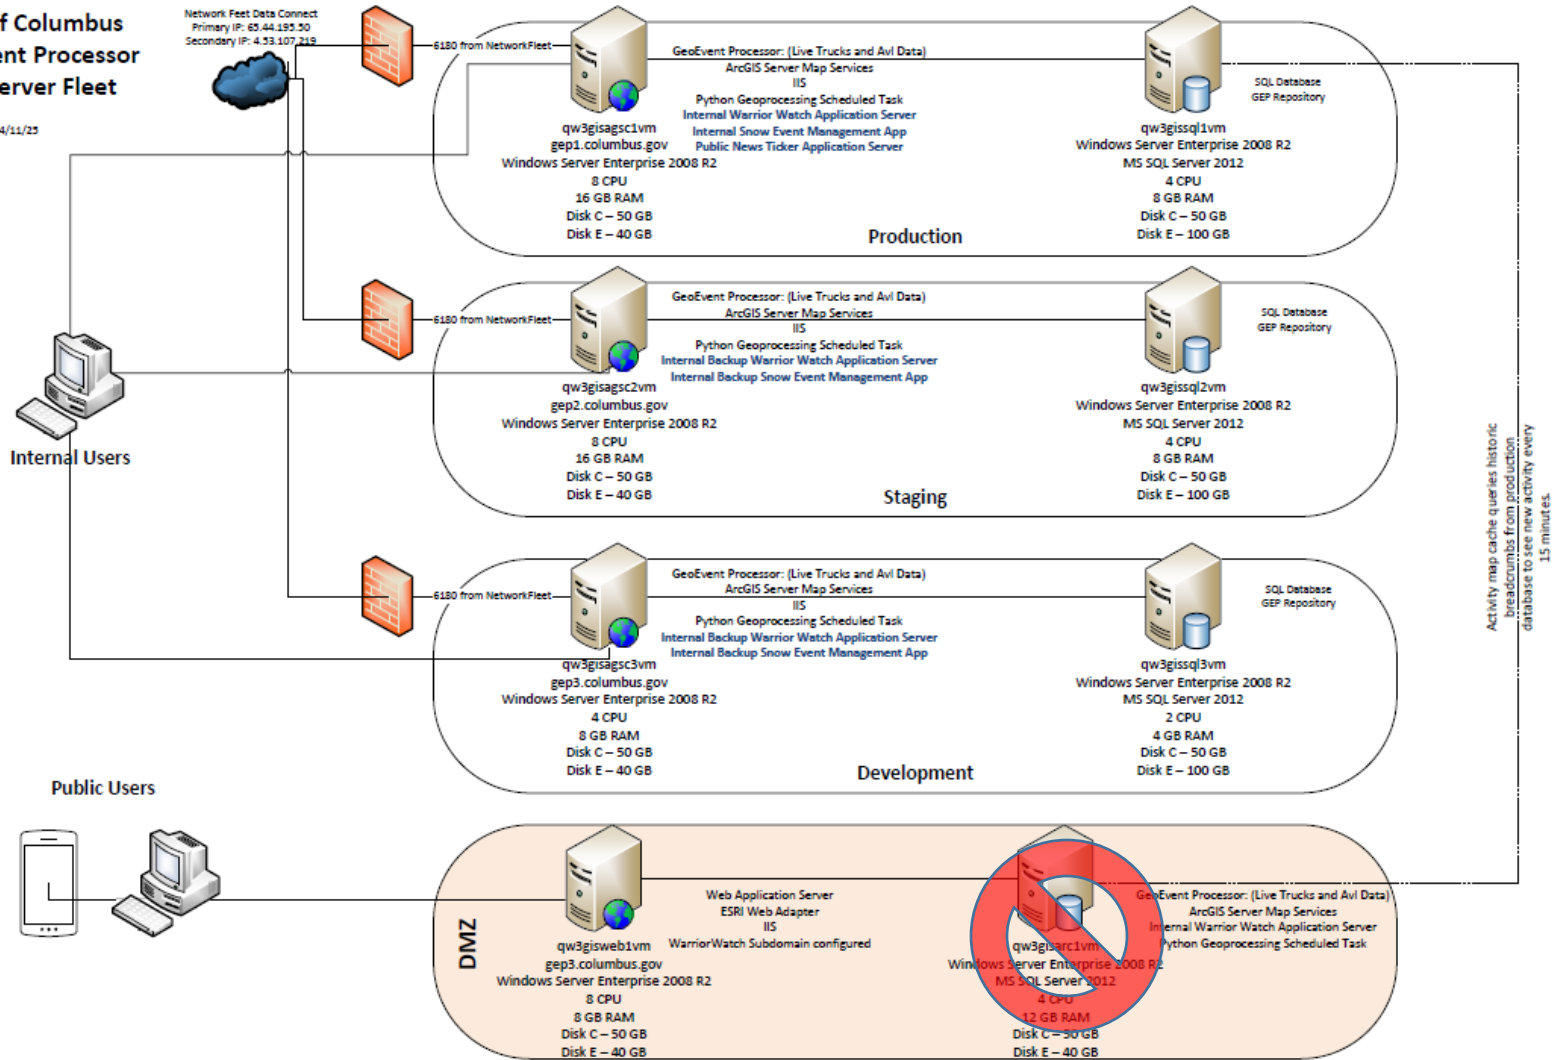 f Columbus
ent Processor
erver Fleet
4/11/25
Network Feet Data Connect
Primary IP: 65.44.195.50
Secondary IP: 4.53.107.219
6180 from NetworkFleet
GeoEvent Processor: (Live Trucks and Avl Data)
ArcGIS Server Map Services
IIS
Python Geoprocessing Scheduled Task
Internal Warrior Watch Application Server
Internal Snow Event Management App
Public News Ticker Application Server
SQL Database
GEP Repository
qw3gisagsc1vm
gep1.columbus.gov
Windows Server Enterprise 2008 R2
8 CPU
16 GB RAM
Disk C – 50 GB
Disk E – 40 GB
qw3gissql1vm
Windows Server Enterprise 2008 R2
MS SQL Server 2012
4 CPU
8 GB RAM
Disk C – 50 GB
Disk E – 100 GB
Production
6180 from NetworkFleet
GeoEvent Processor: (Live Trucks and Avl Data)
ArcGIS Server Map Services
IIS
Python Geoprocessing Scheduled Task
Internal Backup Warrior Watch Application Server
Internal Backup Snow Event Management App
SQL Database
GEP Repository
qw3gisagsc2vm
gep2.columbus.gov
Windows Server Enterprise 2008 R2
8 CPU
16 GB RAM
Disk C – 50 GB
Disk E – 40 GB
qw3gissql2vm
Windows Server Enterprise 2008 R2
MS SQL Server 2012
4 CPU
8 GB RAM
Disk C – 50 GB
Disk E – 100 GB
Staging
Internal Users
Activity map cache queries historic
breadcrumbs from production
database to see new activity every
15 minutes.
6180 from NetworkFleet
GeoEvent Processor: (Live Trucks and Avl Data)
ArcGIS Server Map Services
IIS
Python Geoprocessing Scheduled Task
Internal Backup Warrior Watch Application Server
Internal Backup Snow Event Management App
SQL Database
GEP Repository
qw3gisagsc3vm
gep3.columbus.gov
Windows Server Enterprise 2008 R2
4 CPU
8 GB RAM
Disk C – 50 GB
Disk E – 40 GB
qw3gissql3vm
Windows Server Enterprise 2008 R2
MS SQL Server 2012
2 CPU
4 GB RAM
Disk C – 50 GB
Disk E – 100 GB
Development
Public Users
DMZ
Web Application Server
ESRI Web Adapter
IIS
WarriorWatch Subdomain configured
GeoEvent Processor: (Live Trucks and Avl Data)
ArcGIS Server Map Services
Internal Warrior Watch Application Server
Python Geoprocessing Scheduled Task
qw3gisweb1vm
gep3.columbus.gov
Windows Server Enterprise 2008 R2
8 CPU
8 GB RAM
Disk C – 50 GB
Disk E – 40 GB
qw3gisarc1vm
Windows Server Enterprise 2008 R2
MS SQL Server 2012
4 CPU
12 GB RAM
Disk C – 50 GB
Disk E – 40 GB